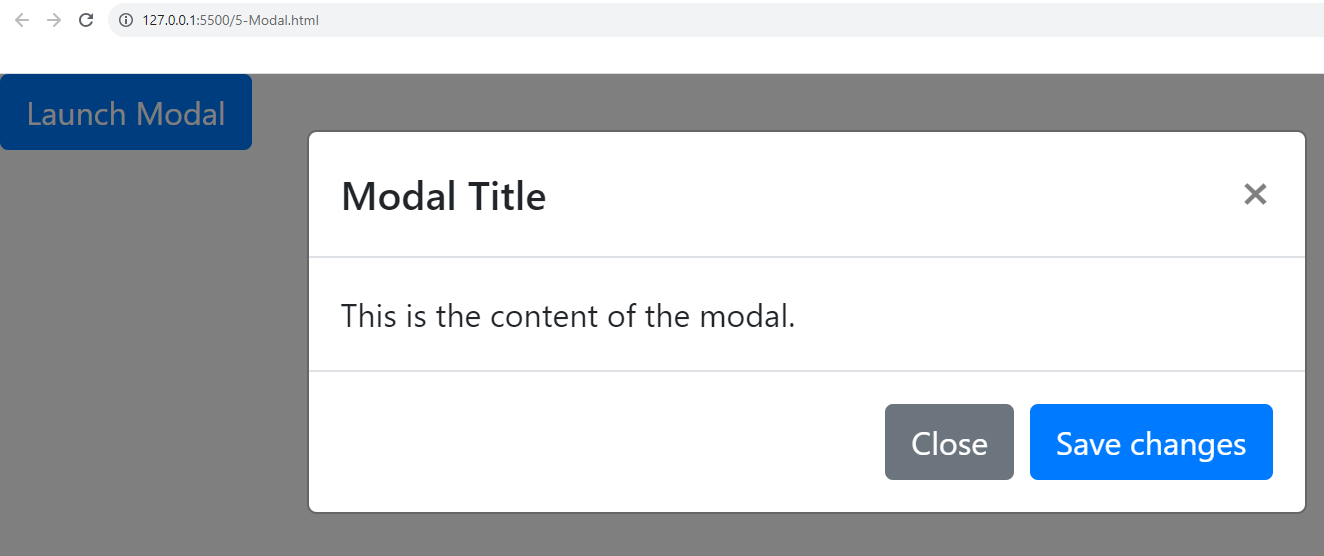 127.0.0.1:5500/5-Modal.html
Launch Modal
Modal Title
This is the content of the modal.
Close Save changes